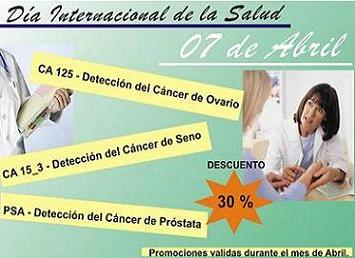 Día Internacional de la Salud
07 de Abril
CA 125 - Detección del Cáncer de Ovario
CA 15_3 - Detección del Cáncer de Seno
PSA - Detección del Cáncer de Próstata
DESCUENTO
30 %
Promociones validas durante el mes de Abril.